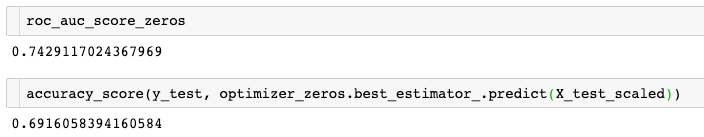 roc_auc_score_zeros
0.7429117024367969
accuracy_score(y_test, optimizer_zeros.best_estimator_.predict(X_test_scaled))
0.6916058394160584